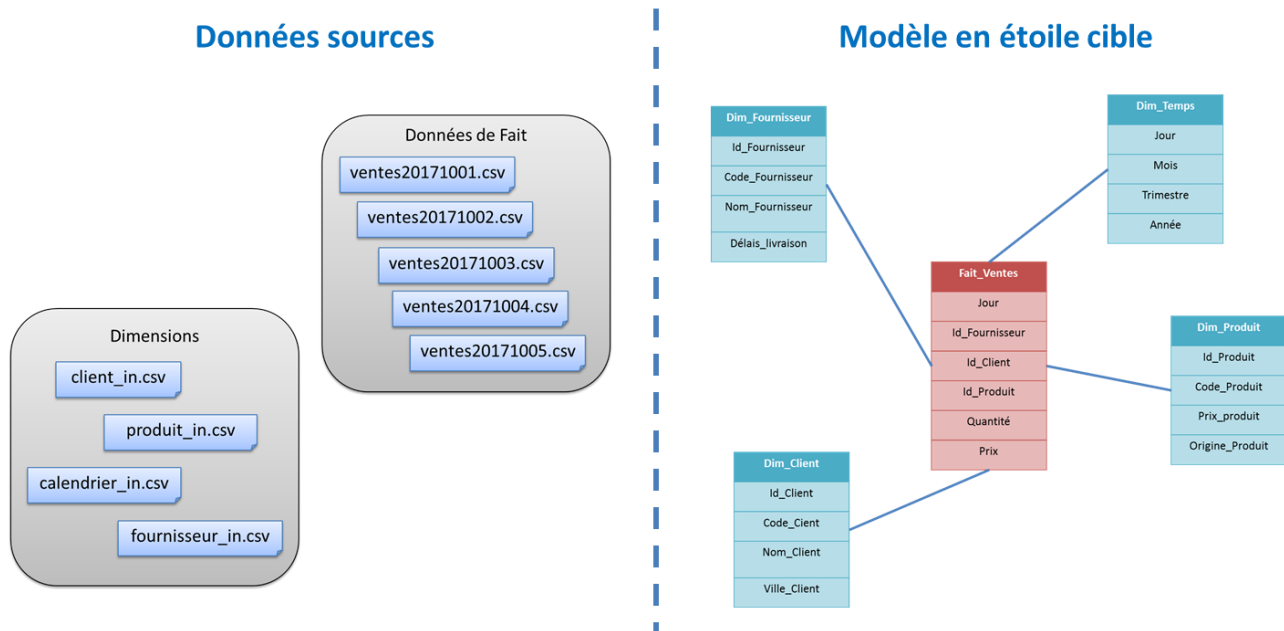 Données sources
Données de Fait
ventes20171001.csv
ventes20171002.csv
ventes20171003.csv
ventes20171004.csv
ventes20171005.csv
Dimensions
client_in.csv
produit_in.csv
calendrier_in.csv
fournisseur_in.csv
Modèle en étoile cible
Dim_Fournisseur
Id_Fournisseur
Code_Fournisseur
Nom_Fournisseur
Délais_livraison
Dim_Temps
Jour
Mois
Trimestre
Année
Fait_Ventes
Jour
Id_Fournisseur
Id_Client
Id_Produit
Quantité
Prix
Dim_Produit
Id_Produit
Code_Produit
Prix_produit
Origine_Produit
Dim_Client
Id_Client
Code_Cient
Nom_Client
Ville_Client